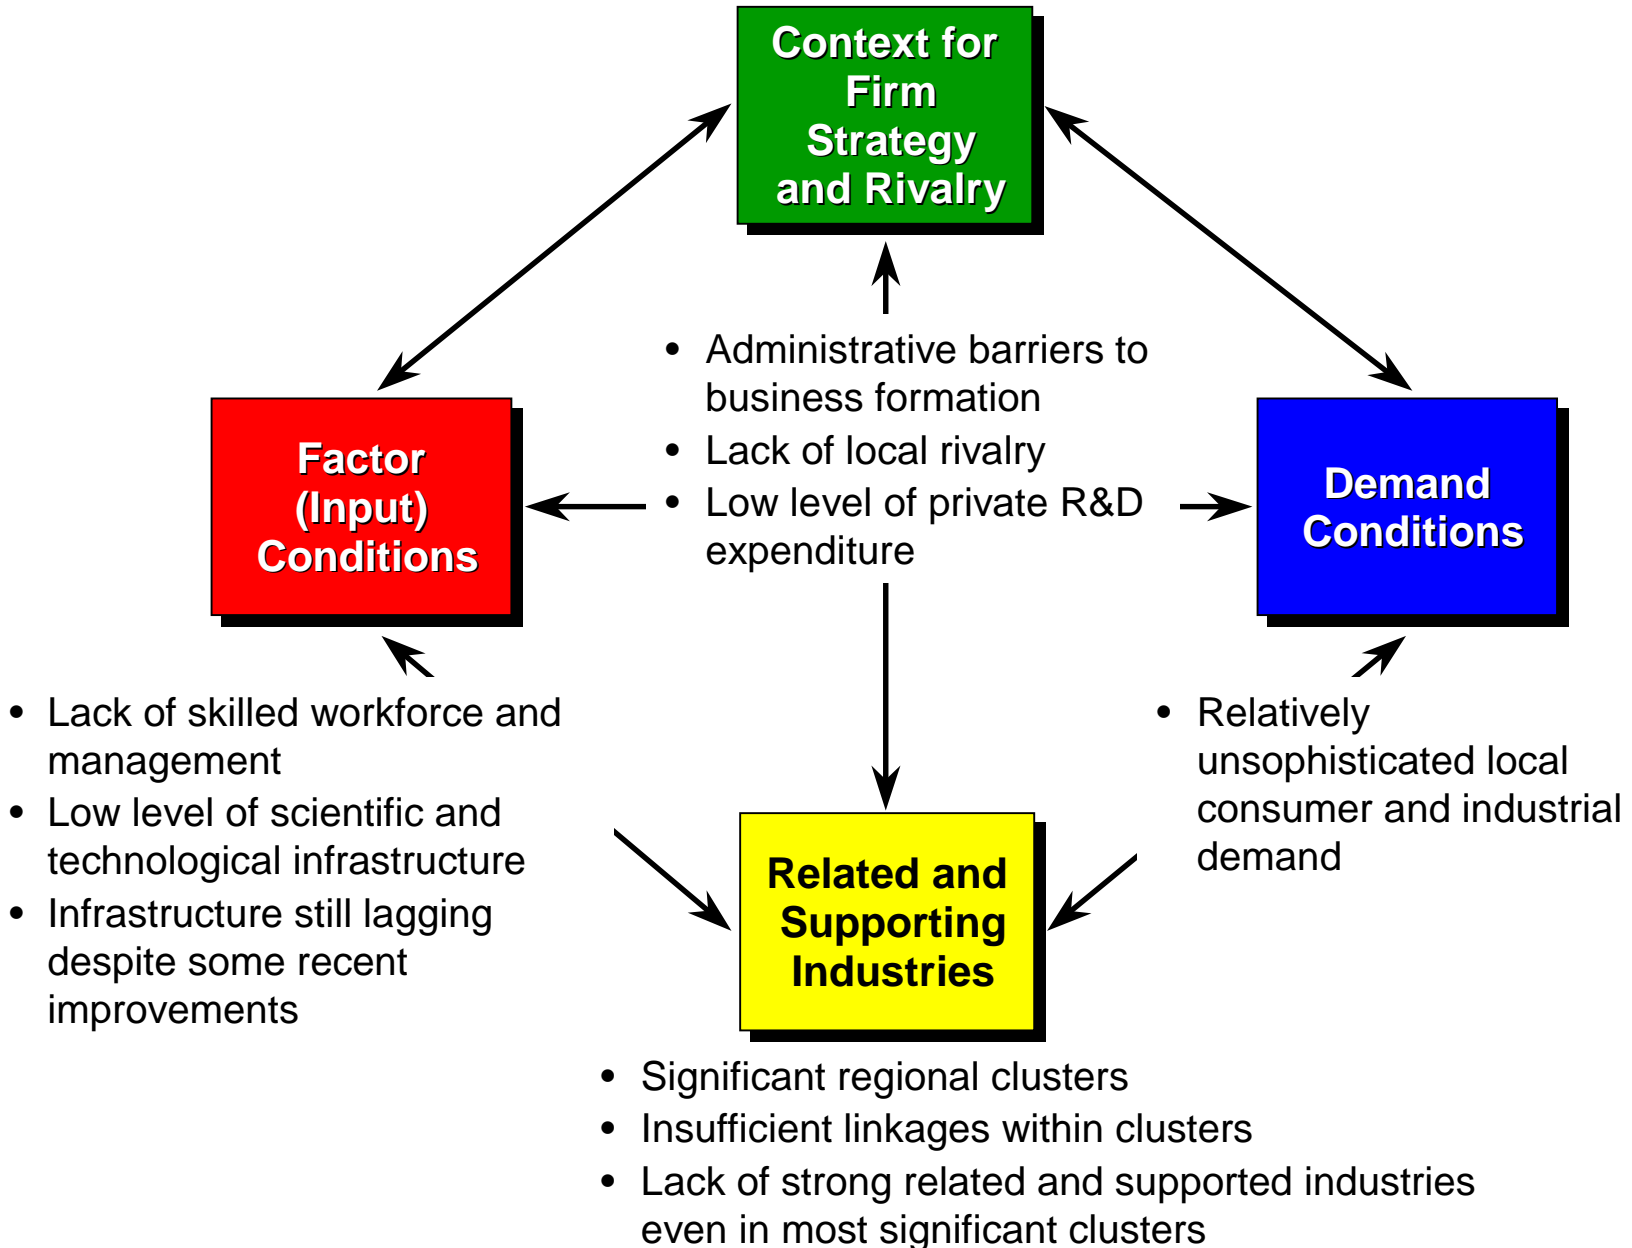 Context for
Firm
Strategy
and Rivalry
• Administrative barriers to
business formation
• Lack of local rivalry
• Low level of private R&D
expenditure
Factor
(Input)
Conditions
Demand
Conditions
• Lack of skilled workforce and
management
• Low level of scientific and
technological infrastructure
• Infrastructure still lagging
despite some recent
improvements
• Relatively
unsophisticated local
consumer and industrial
demand
Related and
Supporting
Industries
• Significant regional clusters
• Insufficient linkages within clusters
• Lack of strong related and supported industries
even in most significant clusters